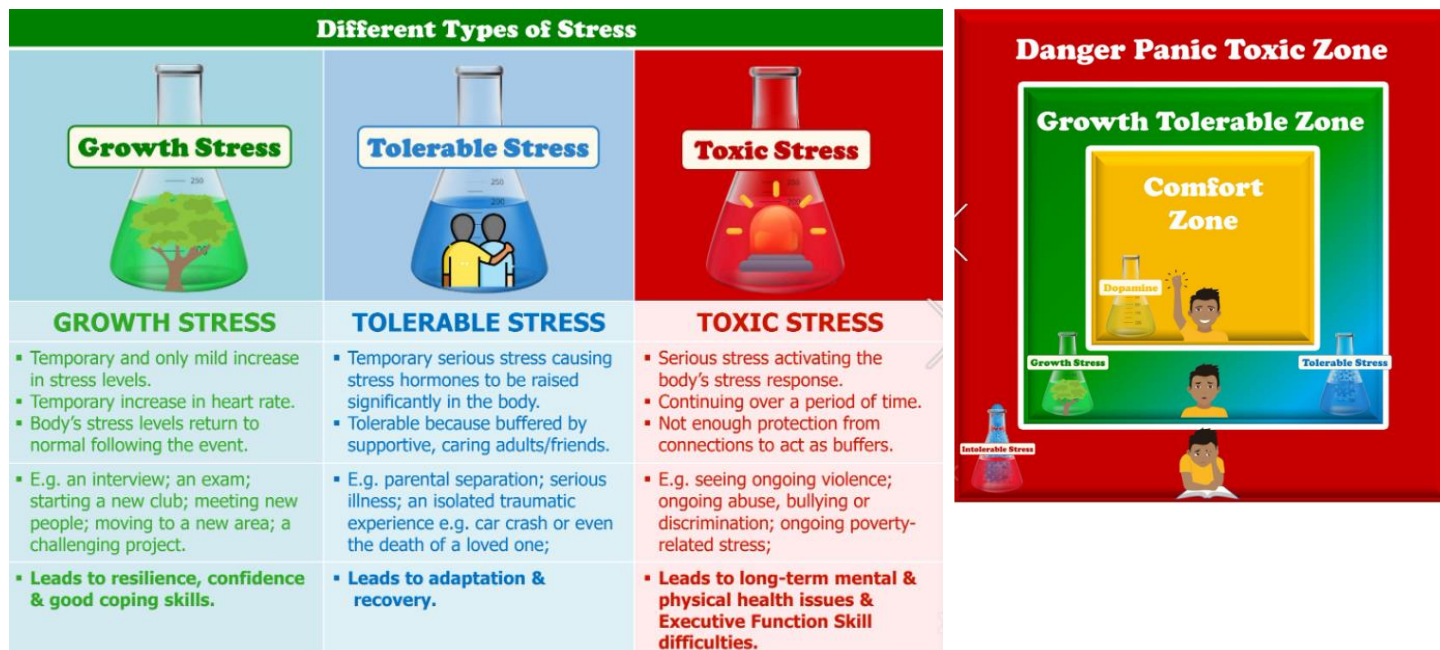 Different Types of Stress
Growth Stress
250
Tolerable Stress
250
200
Toxic Stress
200
GROWTH STRESS
▪ Temporary and only mild increase
in stress levels.
▪ Temporary increase in heart rate.
▪ Body's stress levels return to
normal following the event.
▪ E.g. an interview; an exam;
starting a new club; meeting new
people; moving to a new area; a
challenging project.
▪ Leads to resilience, confidence
& good coping skills.
TOLERABLE STRESS
▪ Temporary serious stress causing
stress hormones to be raised
significantly in the body.
▪ Tolerable because buffered by
supportive, caring adults/friends.
▪ E.g. parental separation; serious
illness; an isolated traumatic
experience e.g. car crash or even
the death of a loved one;
▪ Leads to adaptation &
recovery.
TOXIC STRESS
▪ Serious stress activating the
body's stress response.
▪ Continuing over a period of time.
▪ Not enough protection from
connections to act as buffers.
▪ E.g. seeing ongoing violence;
ongoing abuse, bullying or
discrimination; ongoing poverty-
related stress;
▪ Leads to long-term mental &
physical health issues &
Executive Function Skill
difficulties.
Danger Panic Toxic Zone
Growth Tolerable Zone
Comfort
Zone
Dopamine
Growth Stress
Tolerable Stress
Intolerable Stress